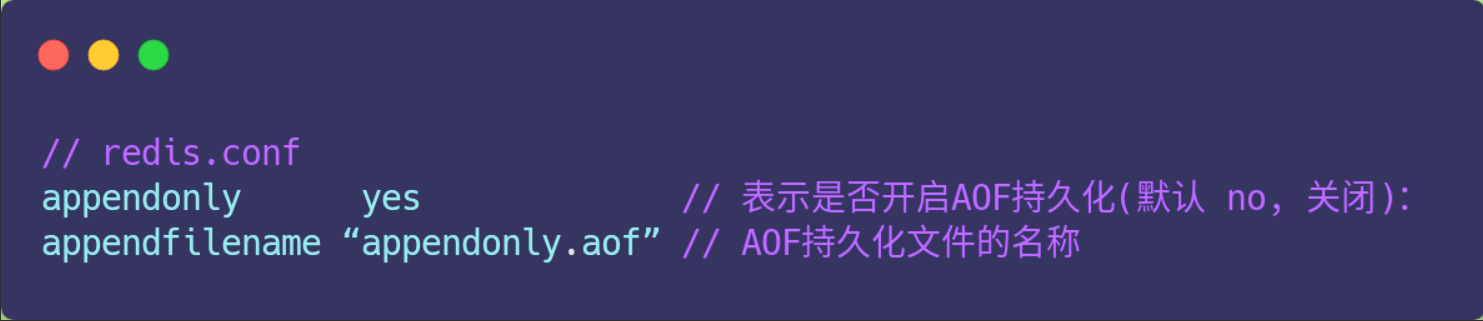 // redis.conf
appendonly      yes             // 表示是否开启AOF持久化(默认 no, 关闭):
appendfilename “appendonly.aof” // AOF持久化文件的名称